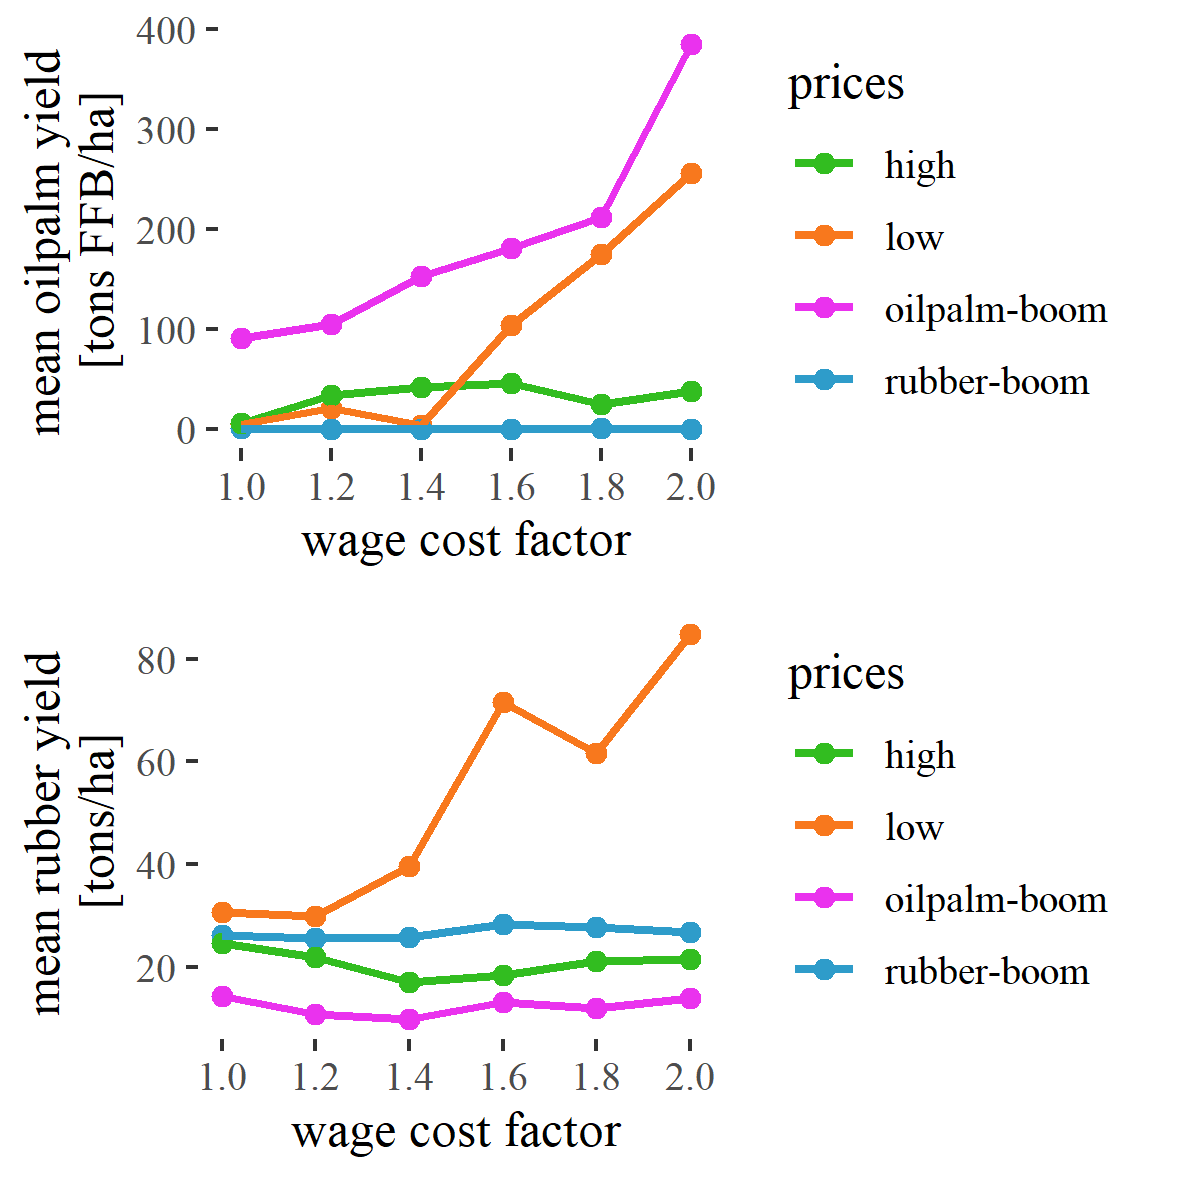 mean oilpalm yield
[tons FFB/ha]
400
300
200
100
0
1.0 1.2 1.4 1.6 1.8 2.0
wage cost factor
prices
high
low
oilpalm-boom
rubber-boom
mean rubber yield
[tons/ha]
80
60
40
20
1.0 1.2 1.4 1.6 1.8 2.0
wage cost factor
prices
high
low
oilpalm-boom
rubber-boom